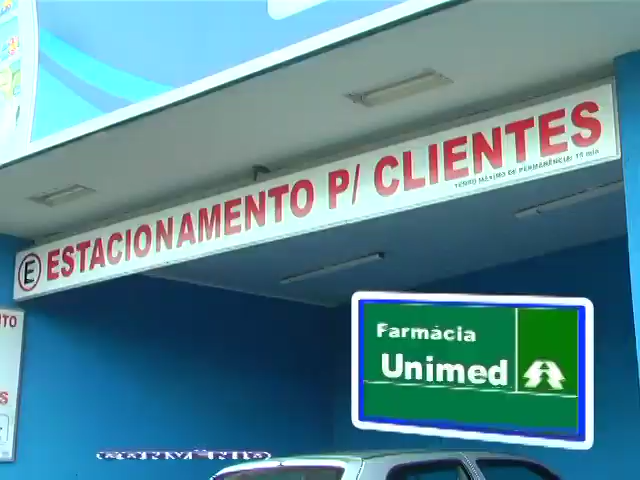 ESTACIONAMENTO P/ CLIENTES
TEMPO MÁXIMO DE PERMANÊNCIA: 15 min
E
Farmácia
Unimed